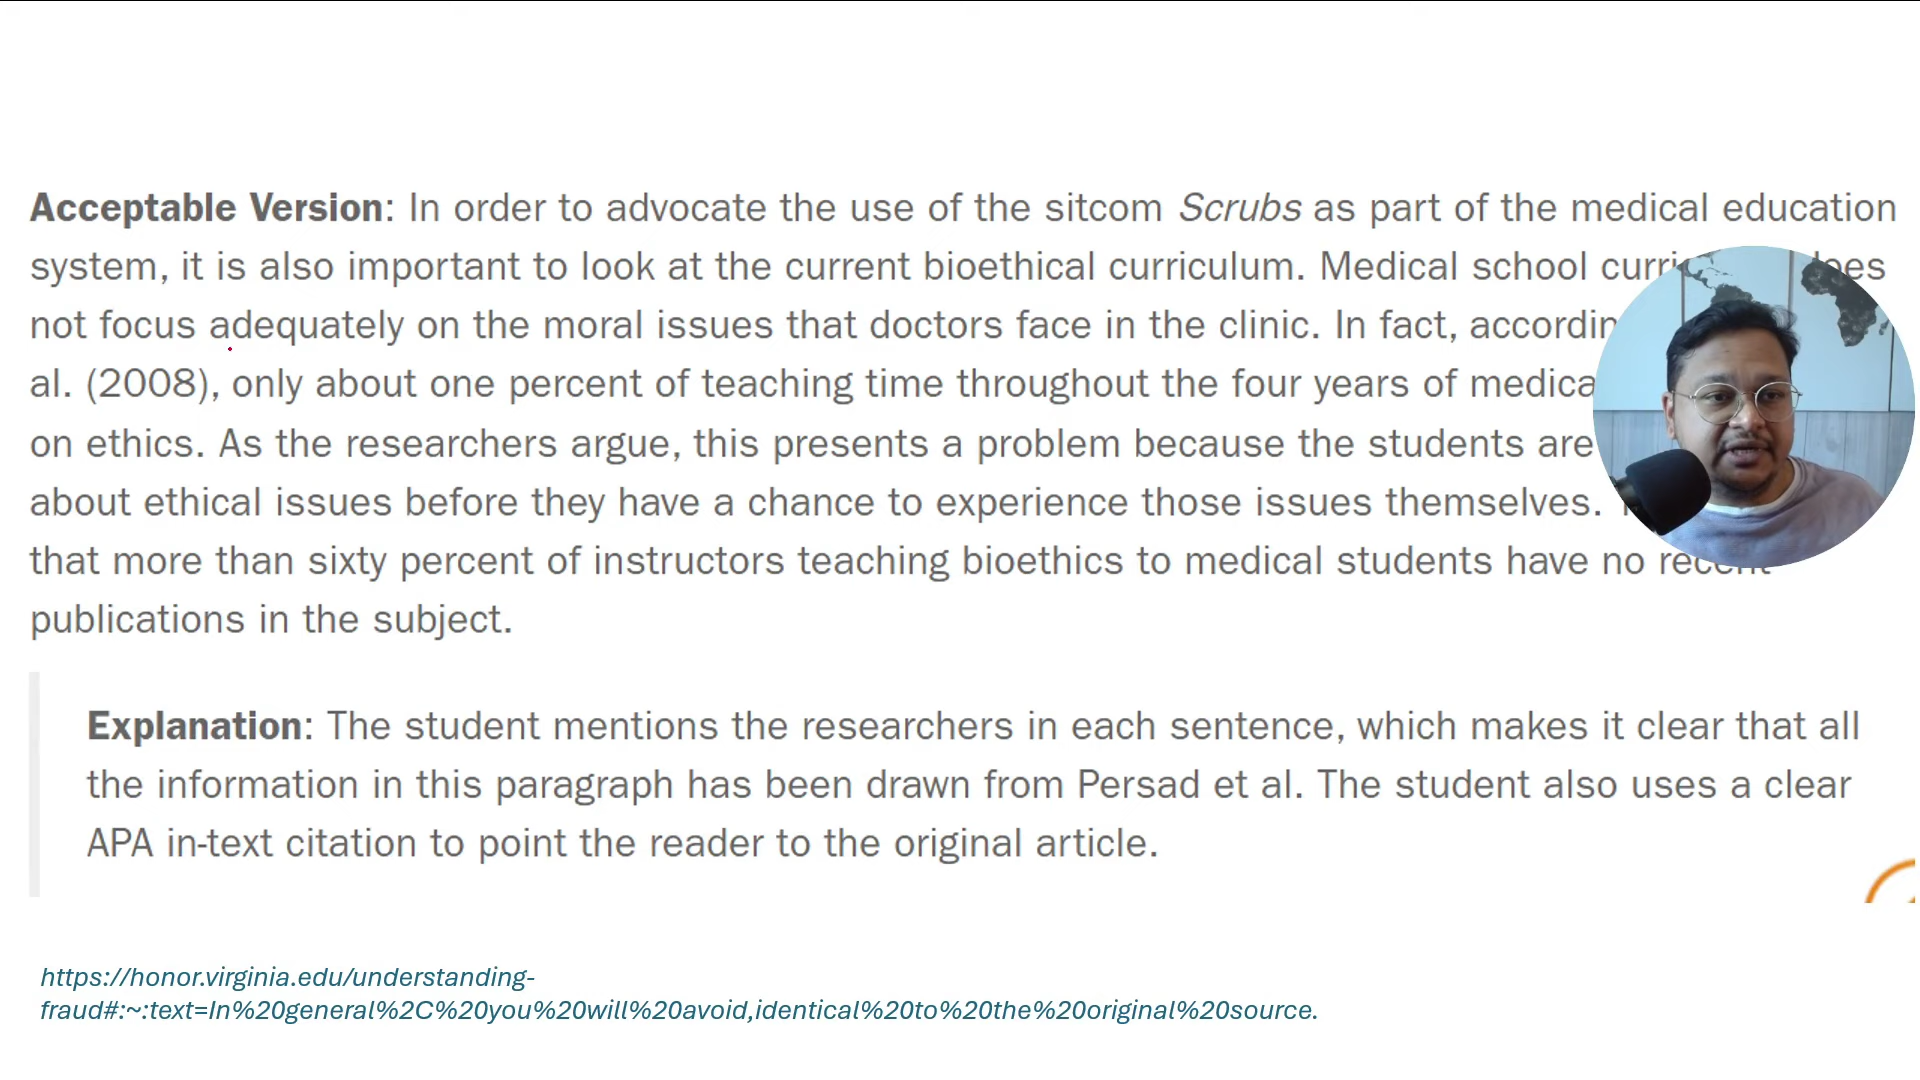 Acceptable Version: In order to advocate the use of the sitcom Scrubs as part of the medical education
system, it is also important to look at the current bioethical curriculum. Medical school
not focus adequately on the moral issues that doctors face in the clinic. In fact,
al. (2008), only about one percent of teaching time throughout the four years of
on ethics. As the researchers argue, this presents a problem because the students are
about ethical issues before they have a chance to experience those issues themselves.
that more than sixty percent of instructors teaching bioethics to medical students have no recent
publications in the subject.
Explanation: The student mentions the researchers in each sentence, which makes it clear that all
the information in this paragraph has been drawn from Persad et al. The student also uses a clear
APA in-text citation to point the reader to the original article.
https://honor.virginia.edu/understanding-
fraud#:~:text=In%20general%2C%20you%20will%20avoid,identical%20to%20the%20original%20source.